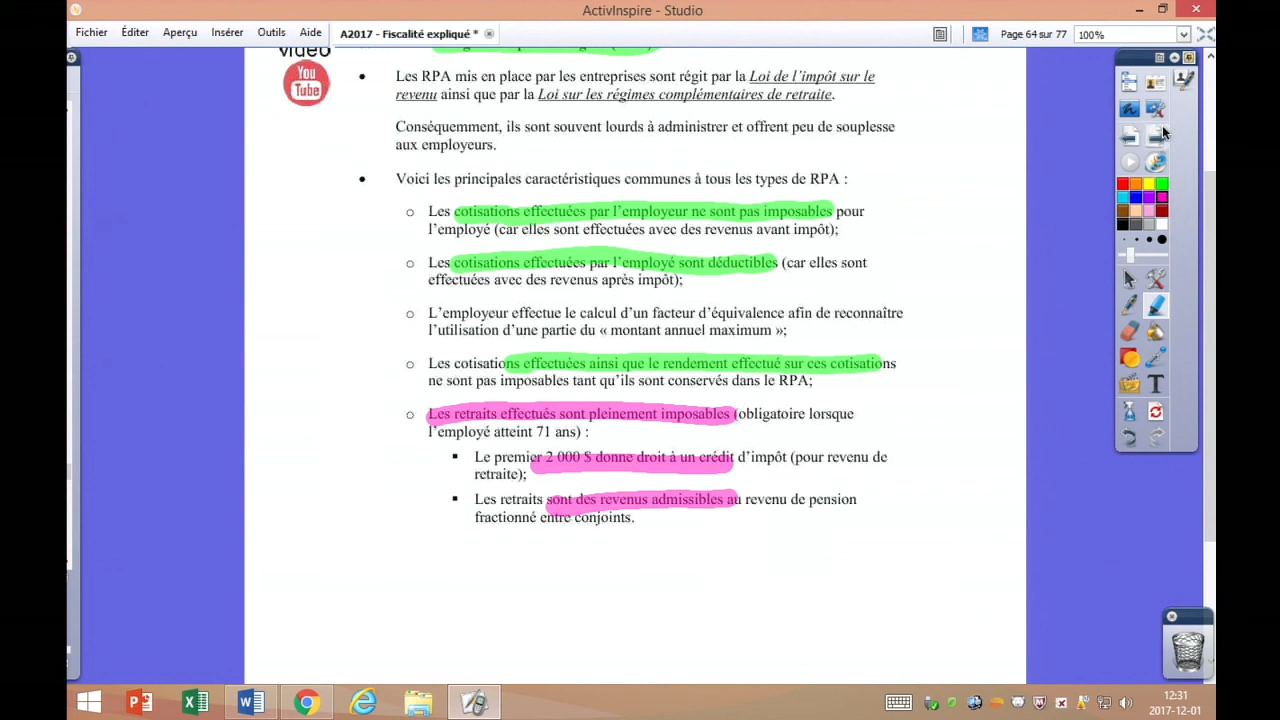 ActivInspire - Studio
Fichier Éditer Aperçu Insérer Outils Aide A2017 - Fiscalité expliqué * Page 64 sur 77 100%
video
You
Tube
• Les RPA mis en place par les entreprises sont régit par la Loi de l’impôt sur le
revenu ainsi que par la Loi sur les régimes complémentaires de retraite.
Conséquemment, ils sont souvent lourds à administrer et offrent peu de souplesse
aux employeurs.
• Voici les principales caractéristiques communes à tous les types de RPA :
o Les cotisations effectuées par l’employeur ne sont pas imposables pour
l’employé (car elles sont effectuées avec des revenus avant impôt);
o Les cotisations effectuées par l’employé sont déductibles (car elles sont
effectuées avec des revenus après impôt);
o L’employeur effectue le calcul d’un facteur d’équivalence afin de reconnaître
l’utilisation d’une partie du « montant annuel maximum »;
o Les cotisations effectuées ainsi que le rendement effectué sur ces cotisations
ne sont pas imposables tant qu’ils sont conservés dans le RPA;
o Les retraits effectués sont pleinement imposables (obligatoire lorsque
l’employé atteint 71 ans) :
▪ Le premier 2 000 $ donne droit à un crédit d’impôt (pour revenu de
retraite);
▪ Les retraits sont des revenus admissibles au revenu de pension
fractionné entre conjoints.
12:31
2017-12-01